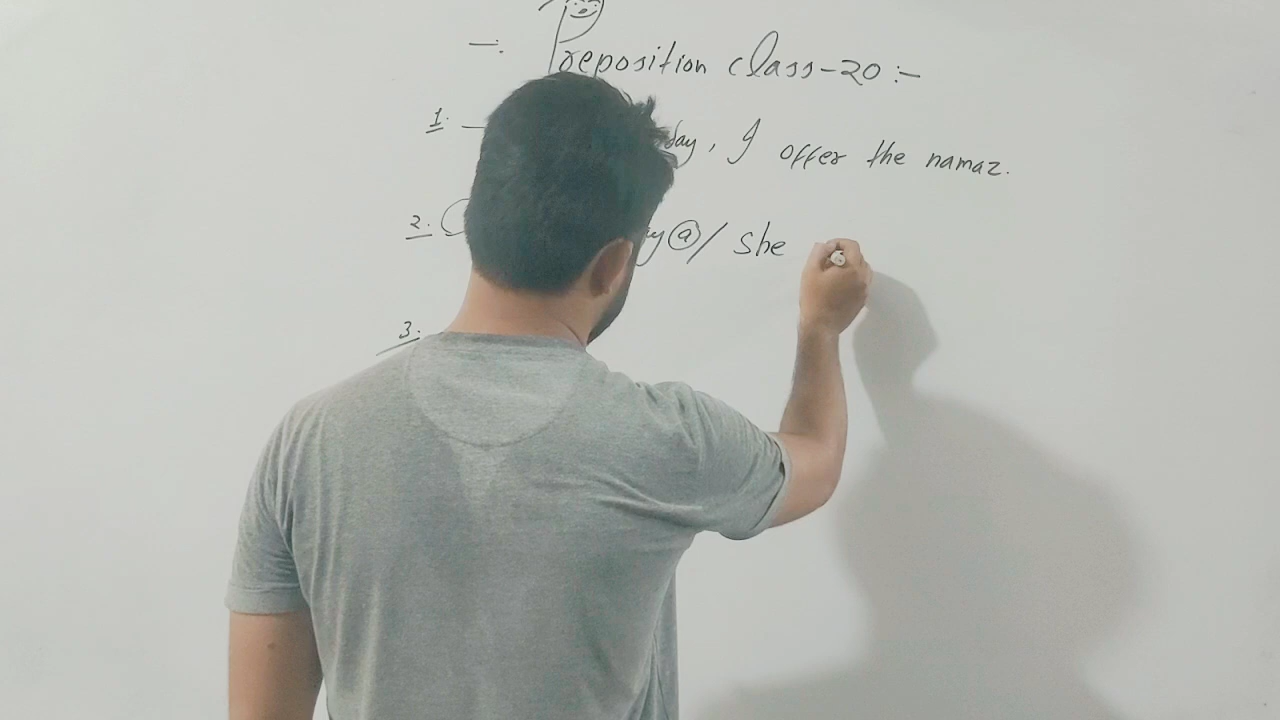 -: Preposition class-20 :-
1. — day, I offer the namaz.
2. y@/ she
3.